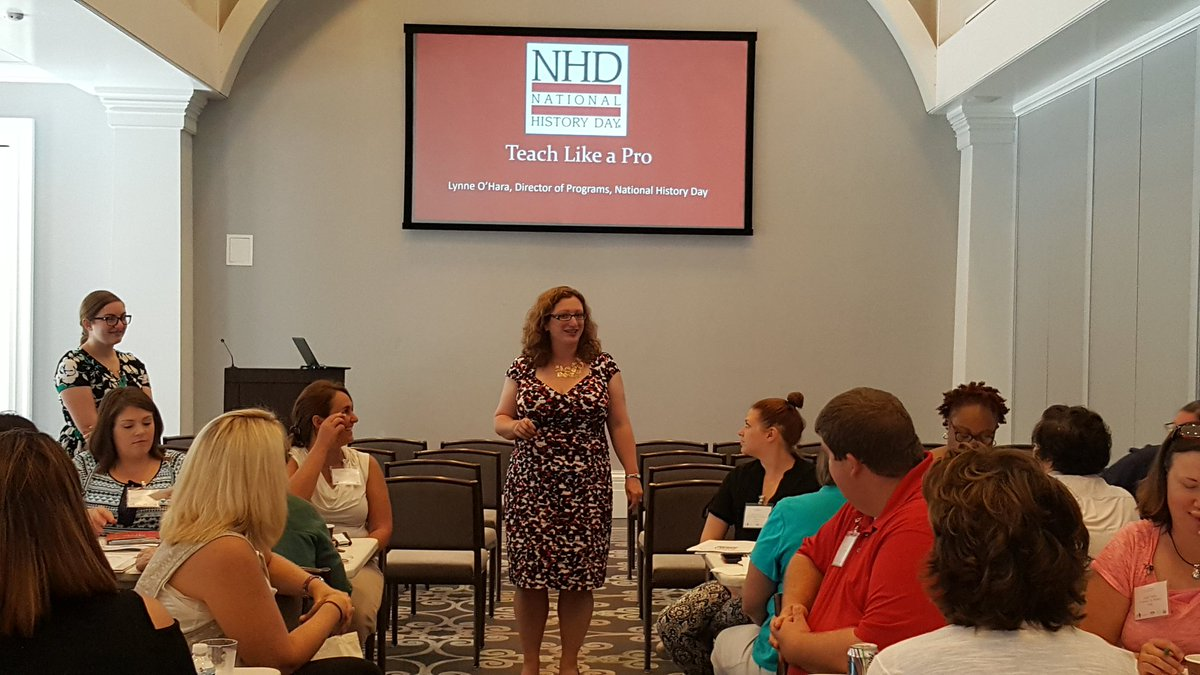 NHD
NATIONAL
HISTORY DAY
Teach Like a Pro
Lynne O'Hara, Director of Programs, National History Day